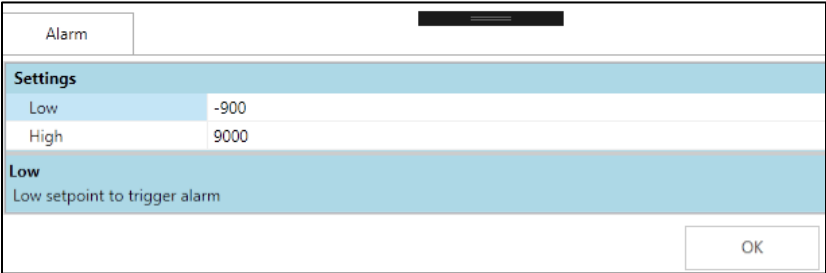 Alarm
Settings
Low -900
High 9000
Low
Low setpoint to trigger alarm
OK